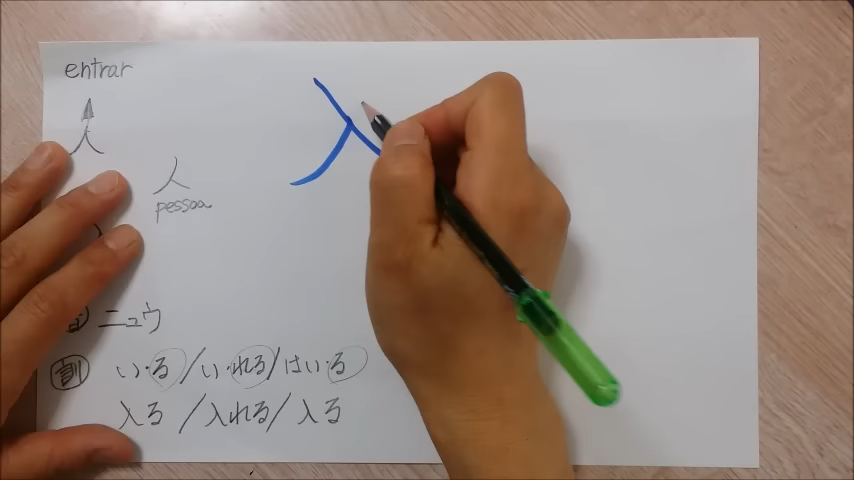 entrar
入
人
pessoa
ニュウ
訓 い・る/い・れる/はい・る
入る/入れる/入る